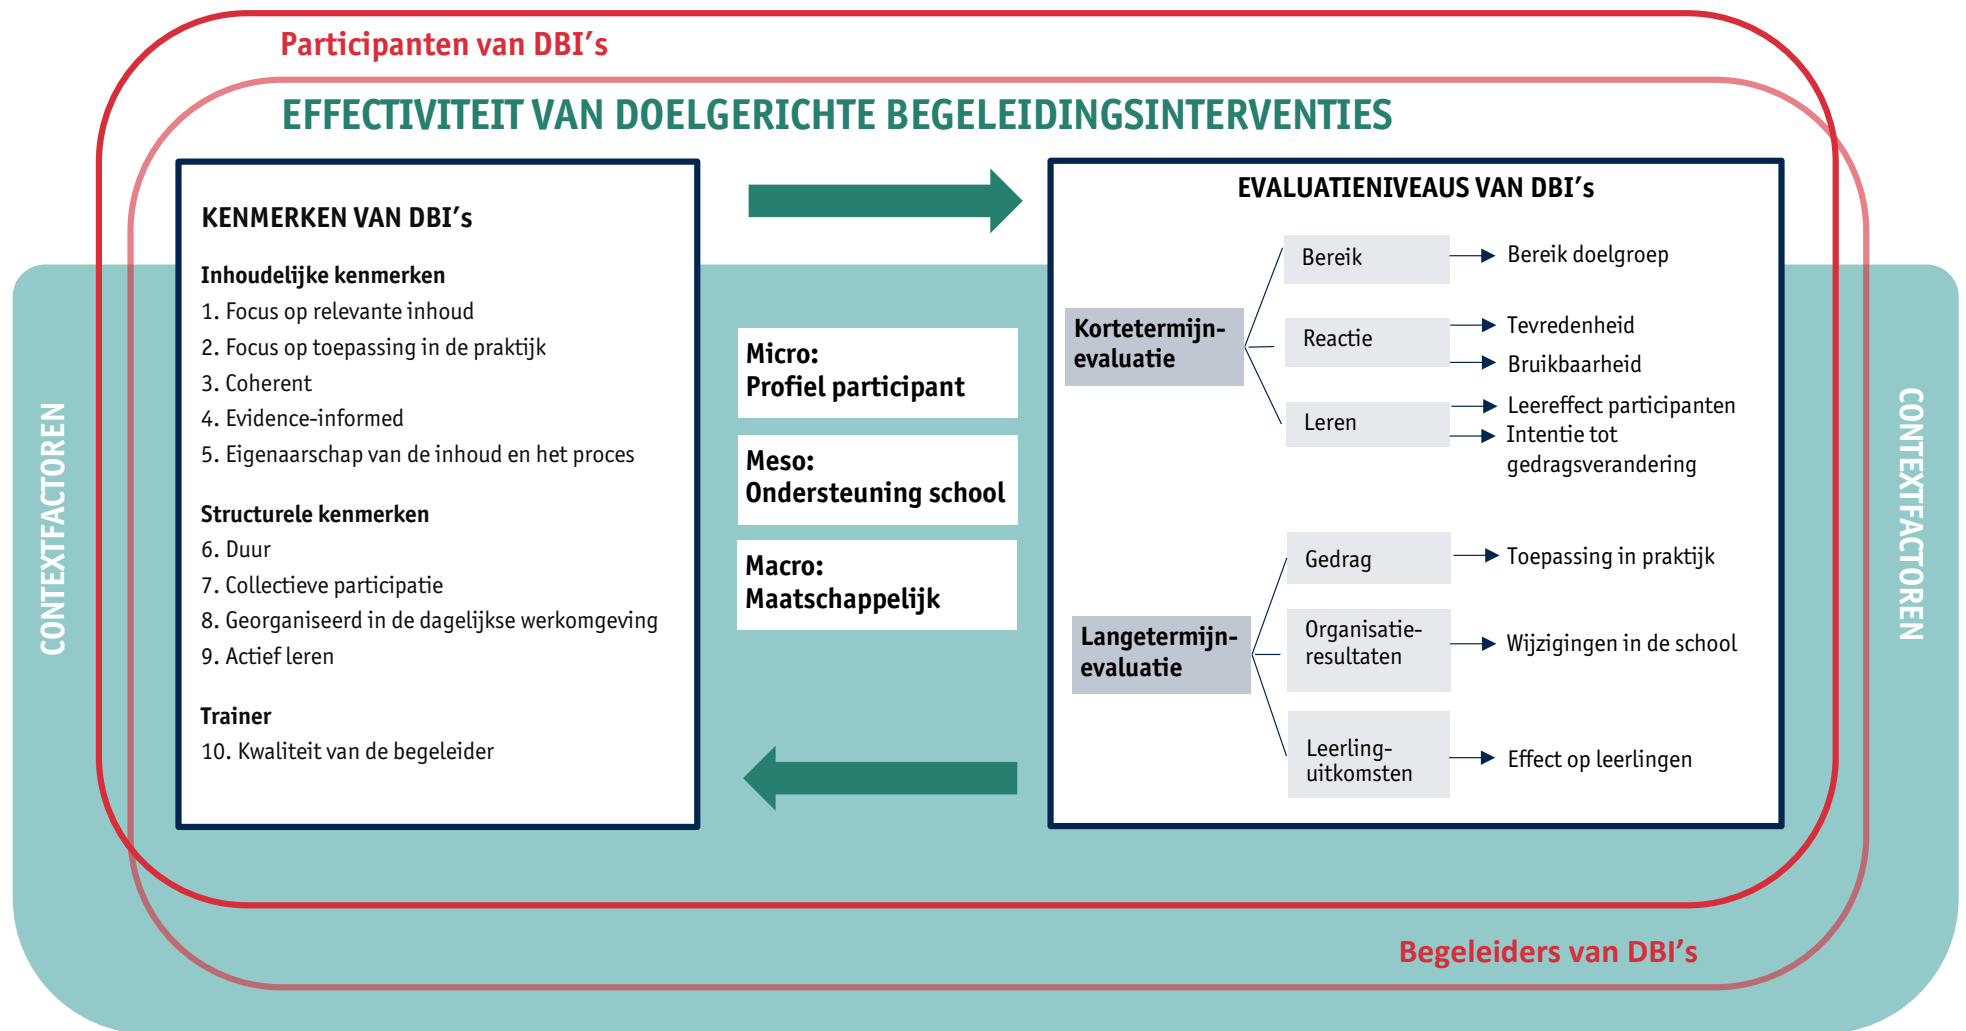 Participanten van DBI's
EFFECTIVITEIT VAN DOELGERICHTE BEGELEIDINGSINTERVENTIES
CONTEXTFACTOREN
KENMERKEN VAN DBI's
Inhoudelijke kenmerken
1. Focus op relevante inhoud
2. Focus op toepassing in de praktijk
3. Coherent
4. Evidence-informed
5. Eigenaarschap van de inhoud en het proces
Structurele kenmerken
6. Duur
7. Collectieve participatie
8. Georganiseerd in de dagelijkse werkomgeving
9. Actief leren
Trainer
10. Kwaliteit van de begeleider
Micro:
Profiel participant
Meso:
Ondersteuning school
Macro:
Maatschappelijk
EVALUATIENIVEAUS VAN DBI's
Kortetermijn-
evaluatie
Bereik
Bereik doelgroep
Reactie
Tevredenheid
Bruikbaarheid
Leren
Leereffect participanten
Intentie tot
gedragsverandering
Langetermijn-
evaluatie
Gedrag
Toepassing in praktijk
Organisatie-
resultaten
Wijzigingen in de school
Leerling-
uitkomsten
Effect op leerlingen
CONTEXTFACTOREN
Begeleiders van DBI's